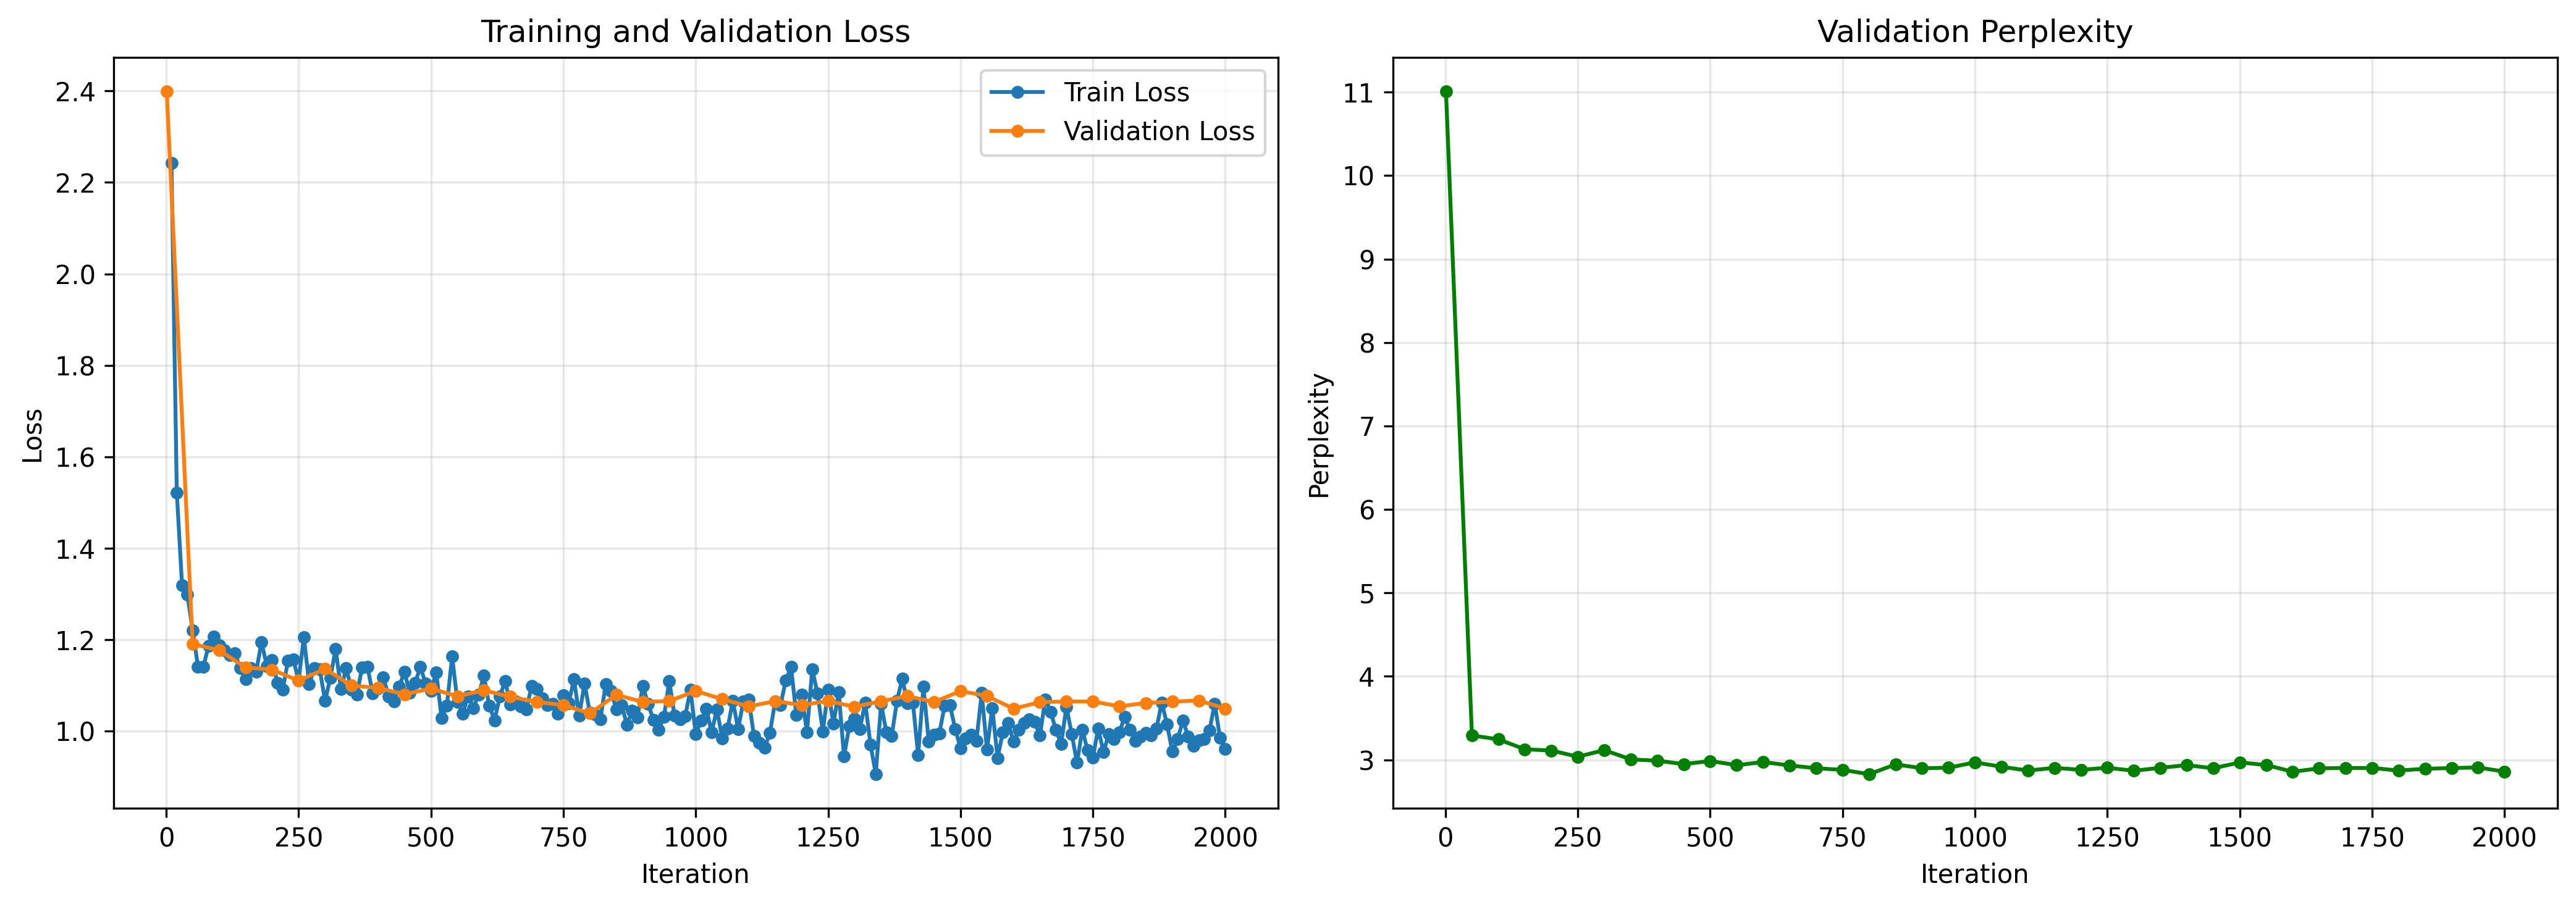 Training and Validation Loss
Train Loss
Validation Loss
2.4
2.2
2.0
1.8
1.6
1.4
1.2
1.0
Loss
0 250 500 750 1000 1250 1500 1750 2000
Iteration
Validation Perplexity
11
10
9
8
7
6
5
4
3
Perplexity
0 250 500 750 1000 1250 1500 1750 2000
Iteration